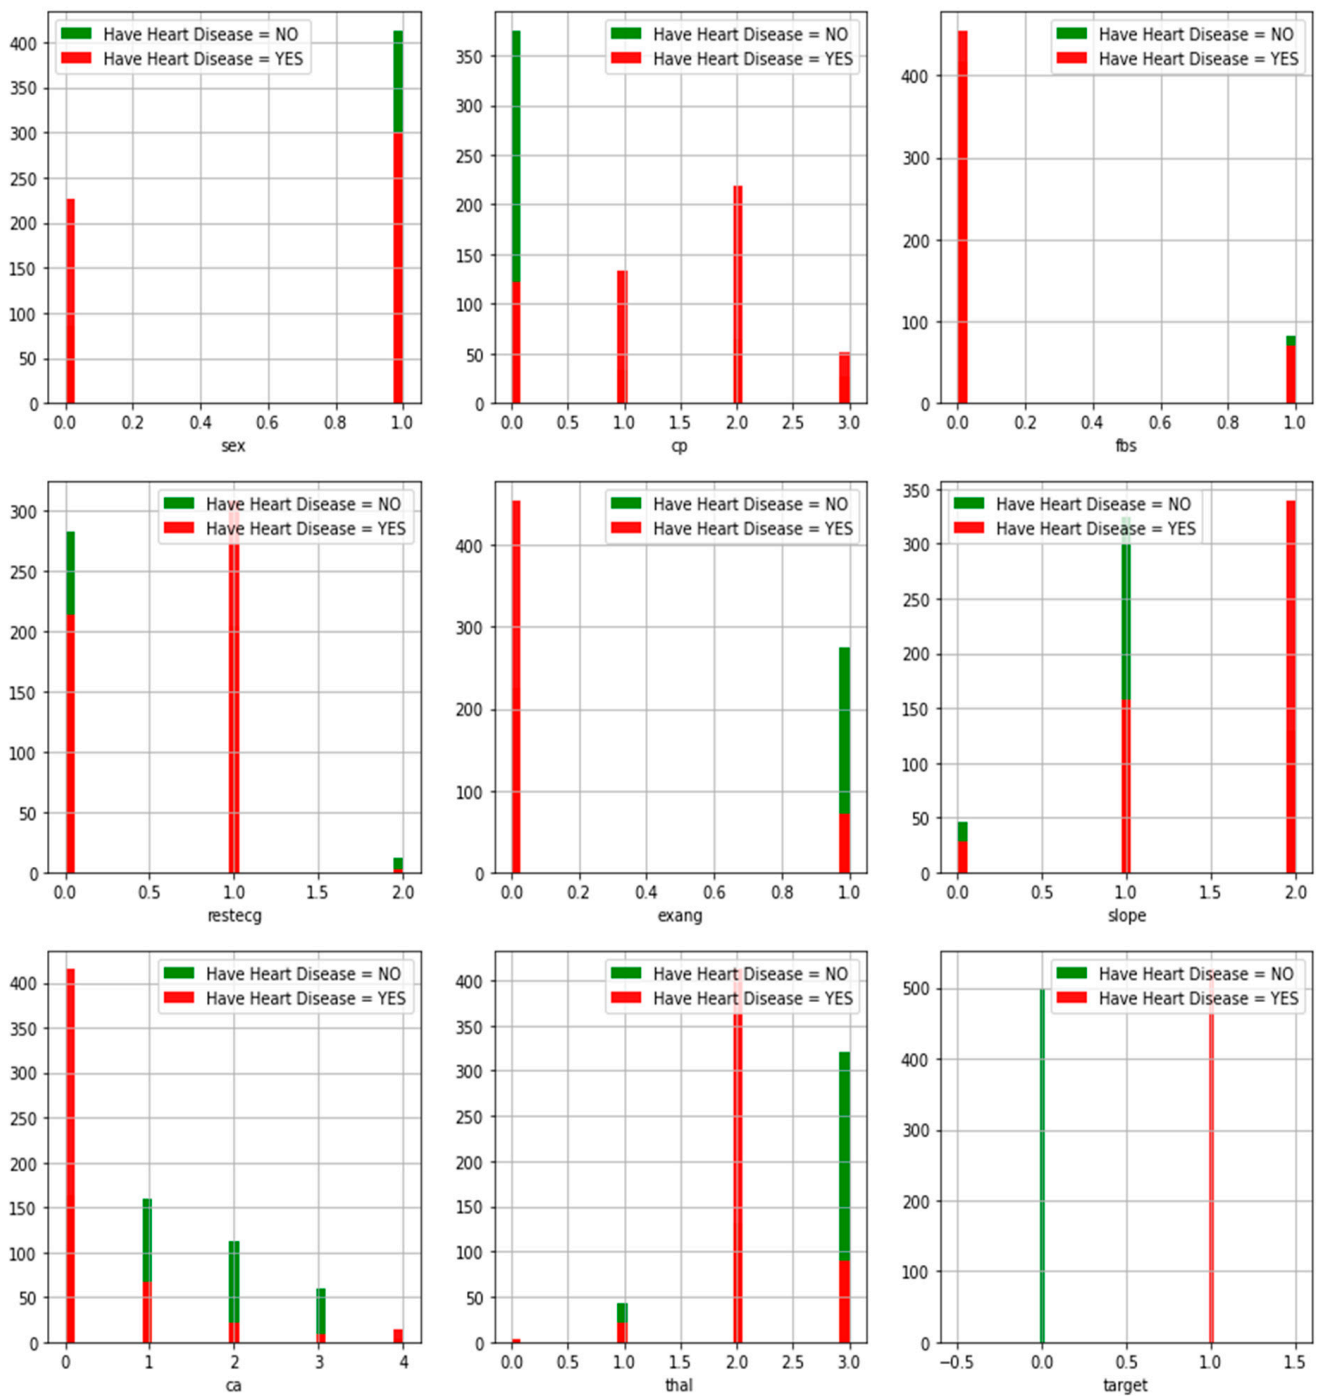 Have Heart Disease = NO
Have Heart Disease = YES
400
350
300
250
200
150
100
50
0
0.0 0.2 0.4 0.6 0.8 1.0
sex
Have Heart Disease = NO
Have Heart Disease = YES
350
300
250
200
150
100
50
0
0.0 0.5 1.0 1.5 2.0 2.5 3.0
cp
Have Heart Disease = NO
Have Heart Disease = YES
400
300
200
100
0
0.0 0.2 0.4 0.6 0.8 1.0
fbs
Have Heart Disease = NO
Have Heart Disease = YES
300
250
200
150
100
50
0
0.0 0.5 1.0 1.5 2.0
restecg
Have Heart Disease = NO
Have Heart Disease = YES
400
300
200
100
0
0.0 0.2 0.4 0.6 0.8 1.0
exang
Have Heart Disease = NO
Have Heart Disease = YES
350
300
250
200
150
100
50
0
0.0 0.5 1.0 1.5 2.0
slope
Have Heart Disease = NO
Have Heart Disease = YES
400
350
300
250
200
150
100
50
0
0 1 2 3 4
ca
Have Heart Disease = NO
Have Heart Disease = YES
400
350
300
250
200
150
100
50
0
0.0 0.5 1.0 1.5 2.0 2.5 3.0
thal
Have Heart Disease = NO
Have Heart Disease = YES
500
400
300
200
100
0
−0.5 0.0 0.5 1.0 1.5
target